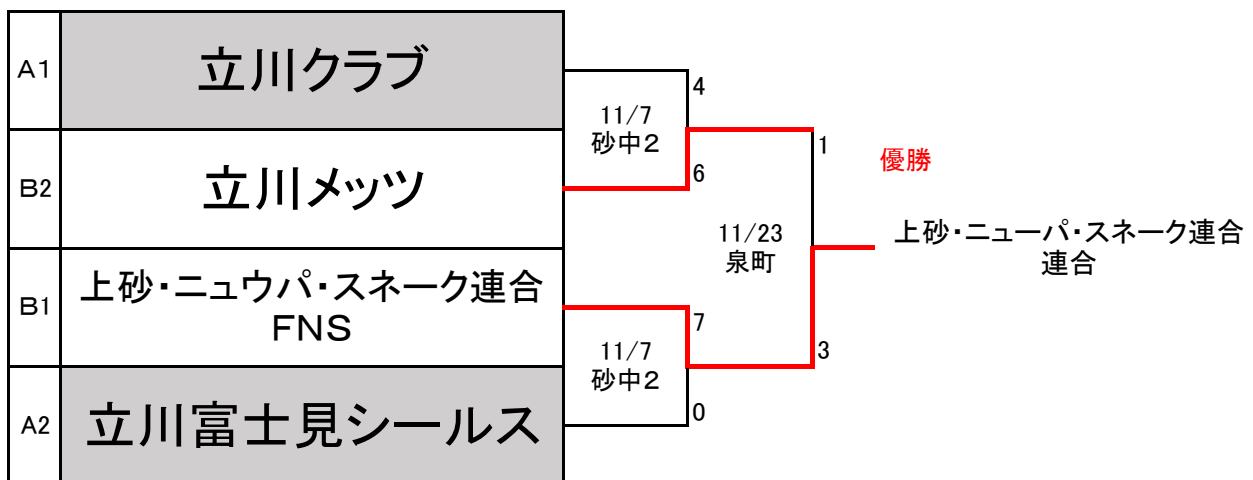 A1
立川クラブ
B2
立川メッツ
B1
上砂・ニュウパ・スネーク連合
FNS
A2
立川富士見シールス
11/7
砂中2
4
6
11/7
砂中2
7
0
11/23
泉町
1
3
優勝
上砂・ニューパ・スネーク連合
連合